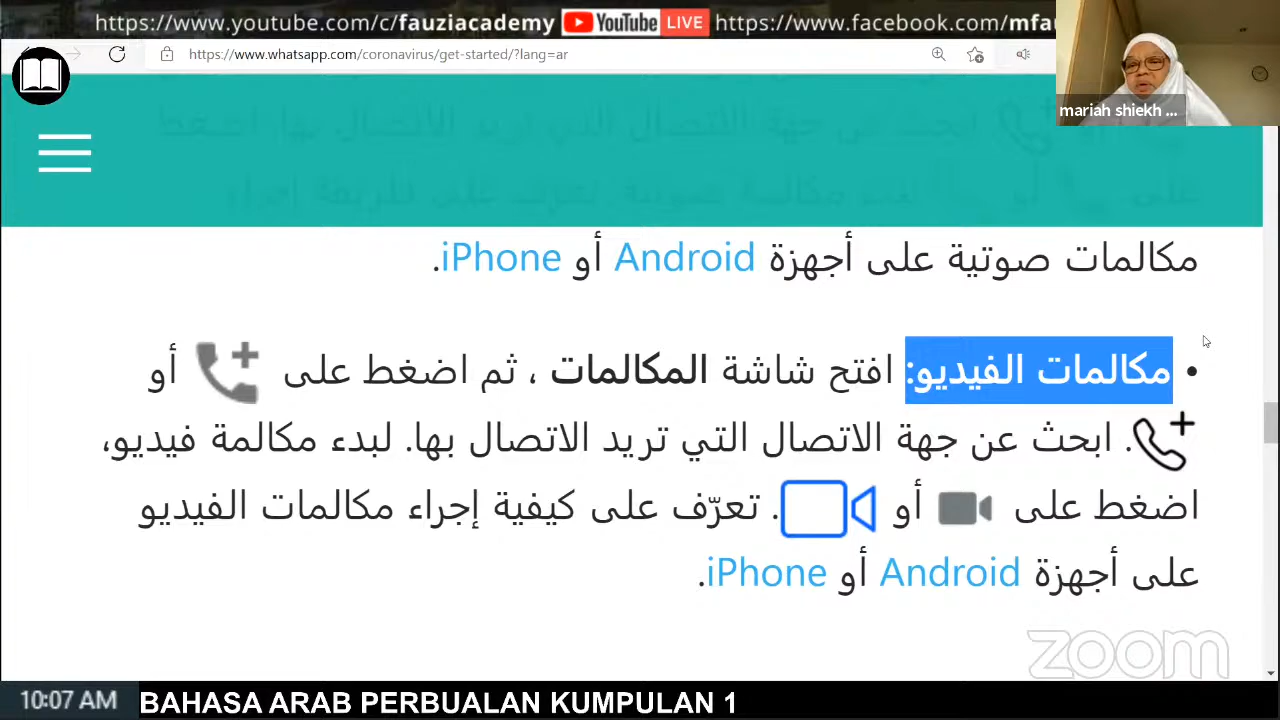 https://www.youtube.com/c/fauziacademy YouTube LIVE https://www.facebook.com/mfau
https://www.whatsapp.com/coronavirus/get-started/?lang=ar
mariah shiekh ...
مكالمات صوتية على أجهزة Android أو iPhone.
• مكالمات الفيديو: افتح شاشة المكالمات ، ثم اضغط على أو
. ابحث عن جهة الاتصال التي تريد الاتصال بها. لبدء مكالمة فيديو،
اضغط على أو . تعرّف على كيفية إجراء مكالمات الفيديو
على أجهزة Android أو iPhone.
zoom
10:07 AM BAHASA ARAB PERBUALAN KUMPULAN 1